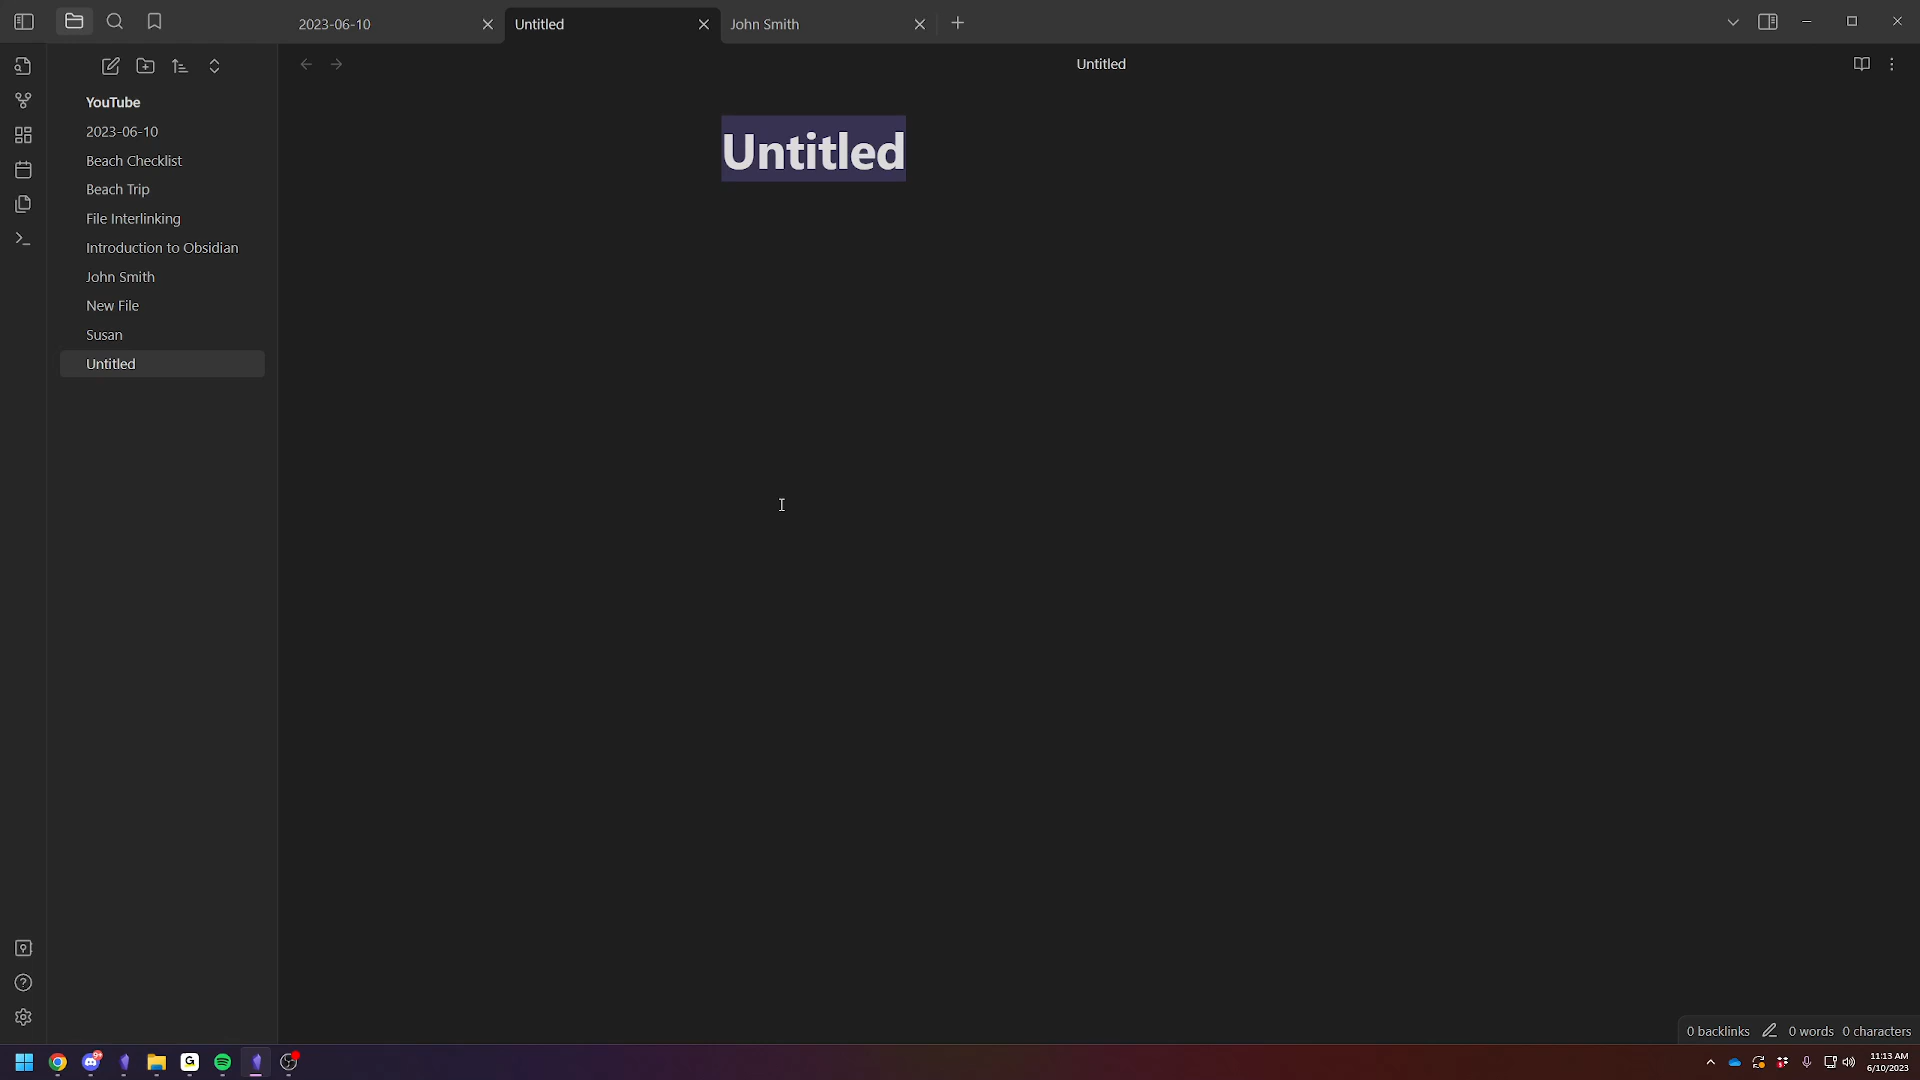 2023-06-10
Untitled
John Smith
Untitled
YouTube
2023-06-10
Beach Checklist
Beach Trip
File Interlinking
Introduction to Obsidian
John Smith
New File
Susan
Untitled
Untitled
0 backlinks 0 words 0 characters
11:13 AM
6/10/2023